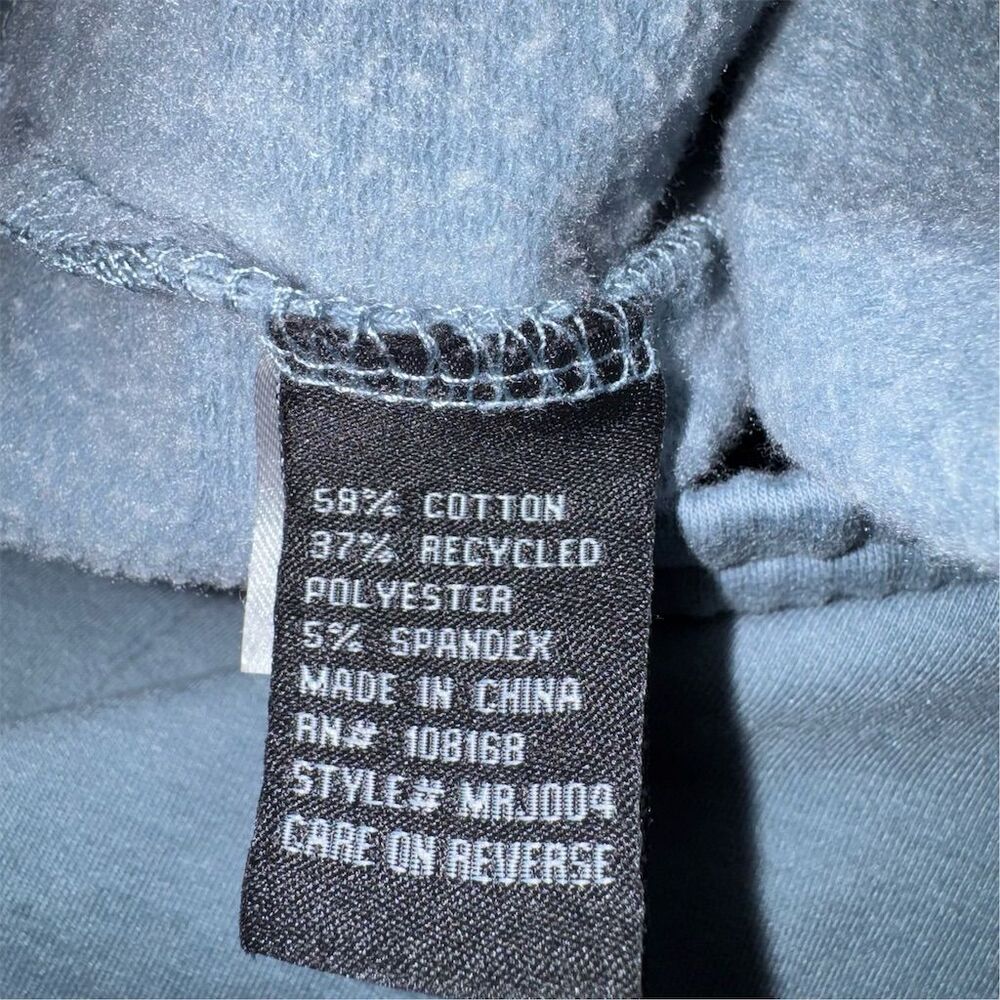 58% COTTON
37% RECYCLED
POLYESTER
5% SPANDEX
MADE IN CHINA
RN# 108168
STYLE# MRJ004
CARE ON REVERSE